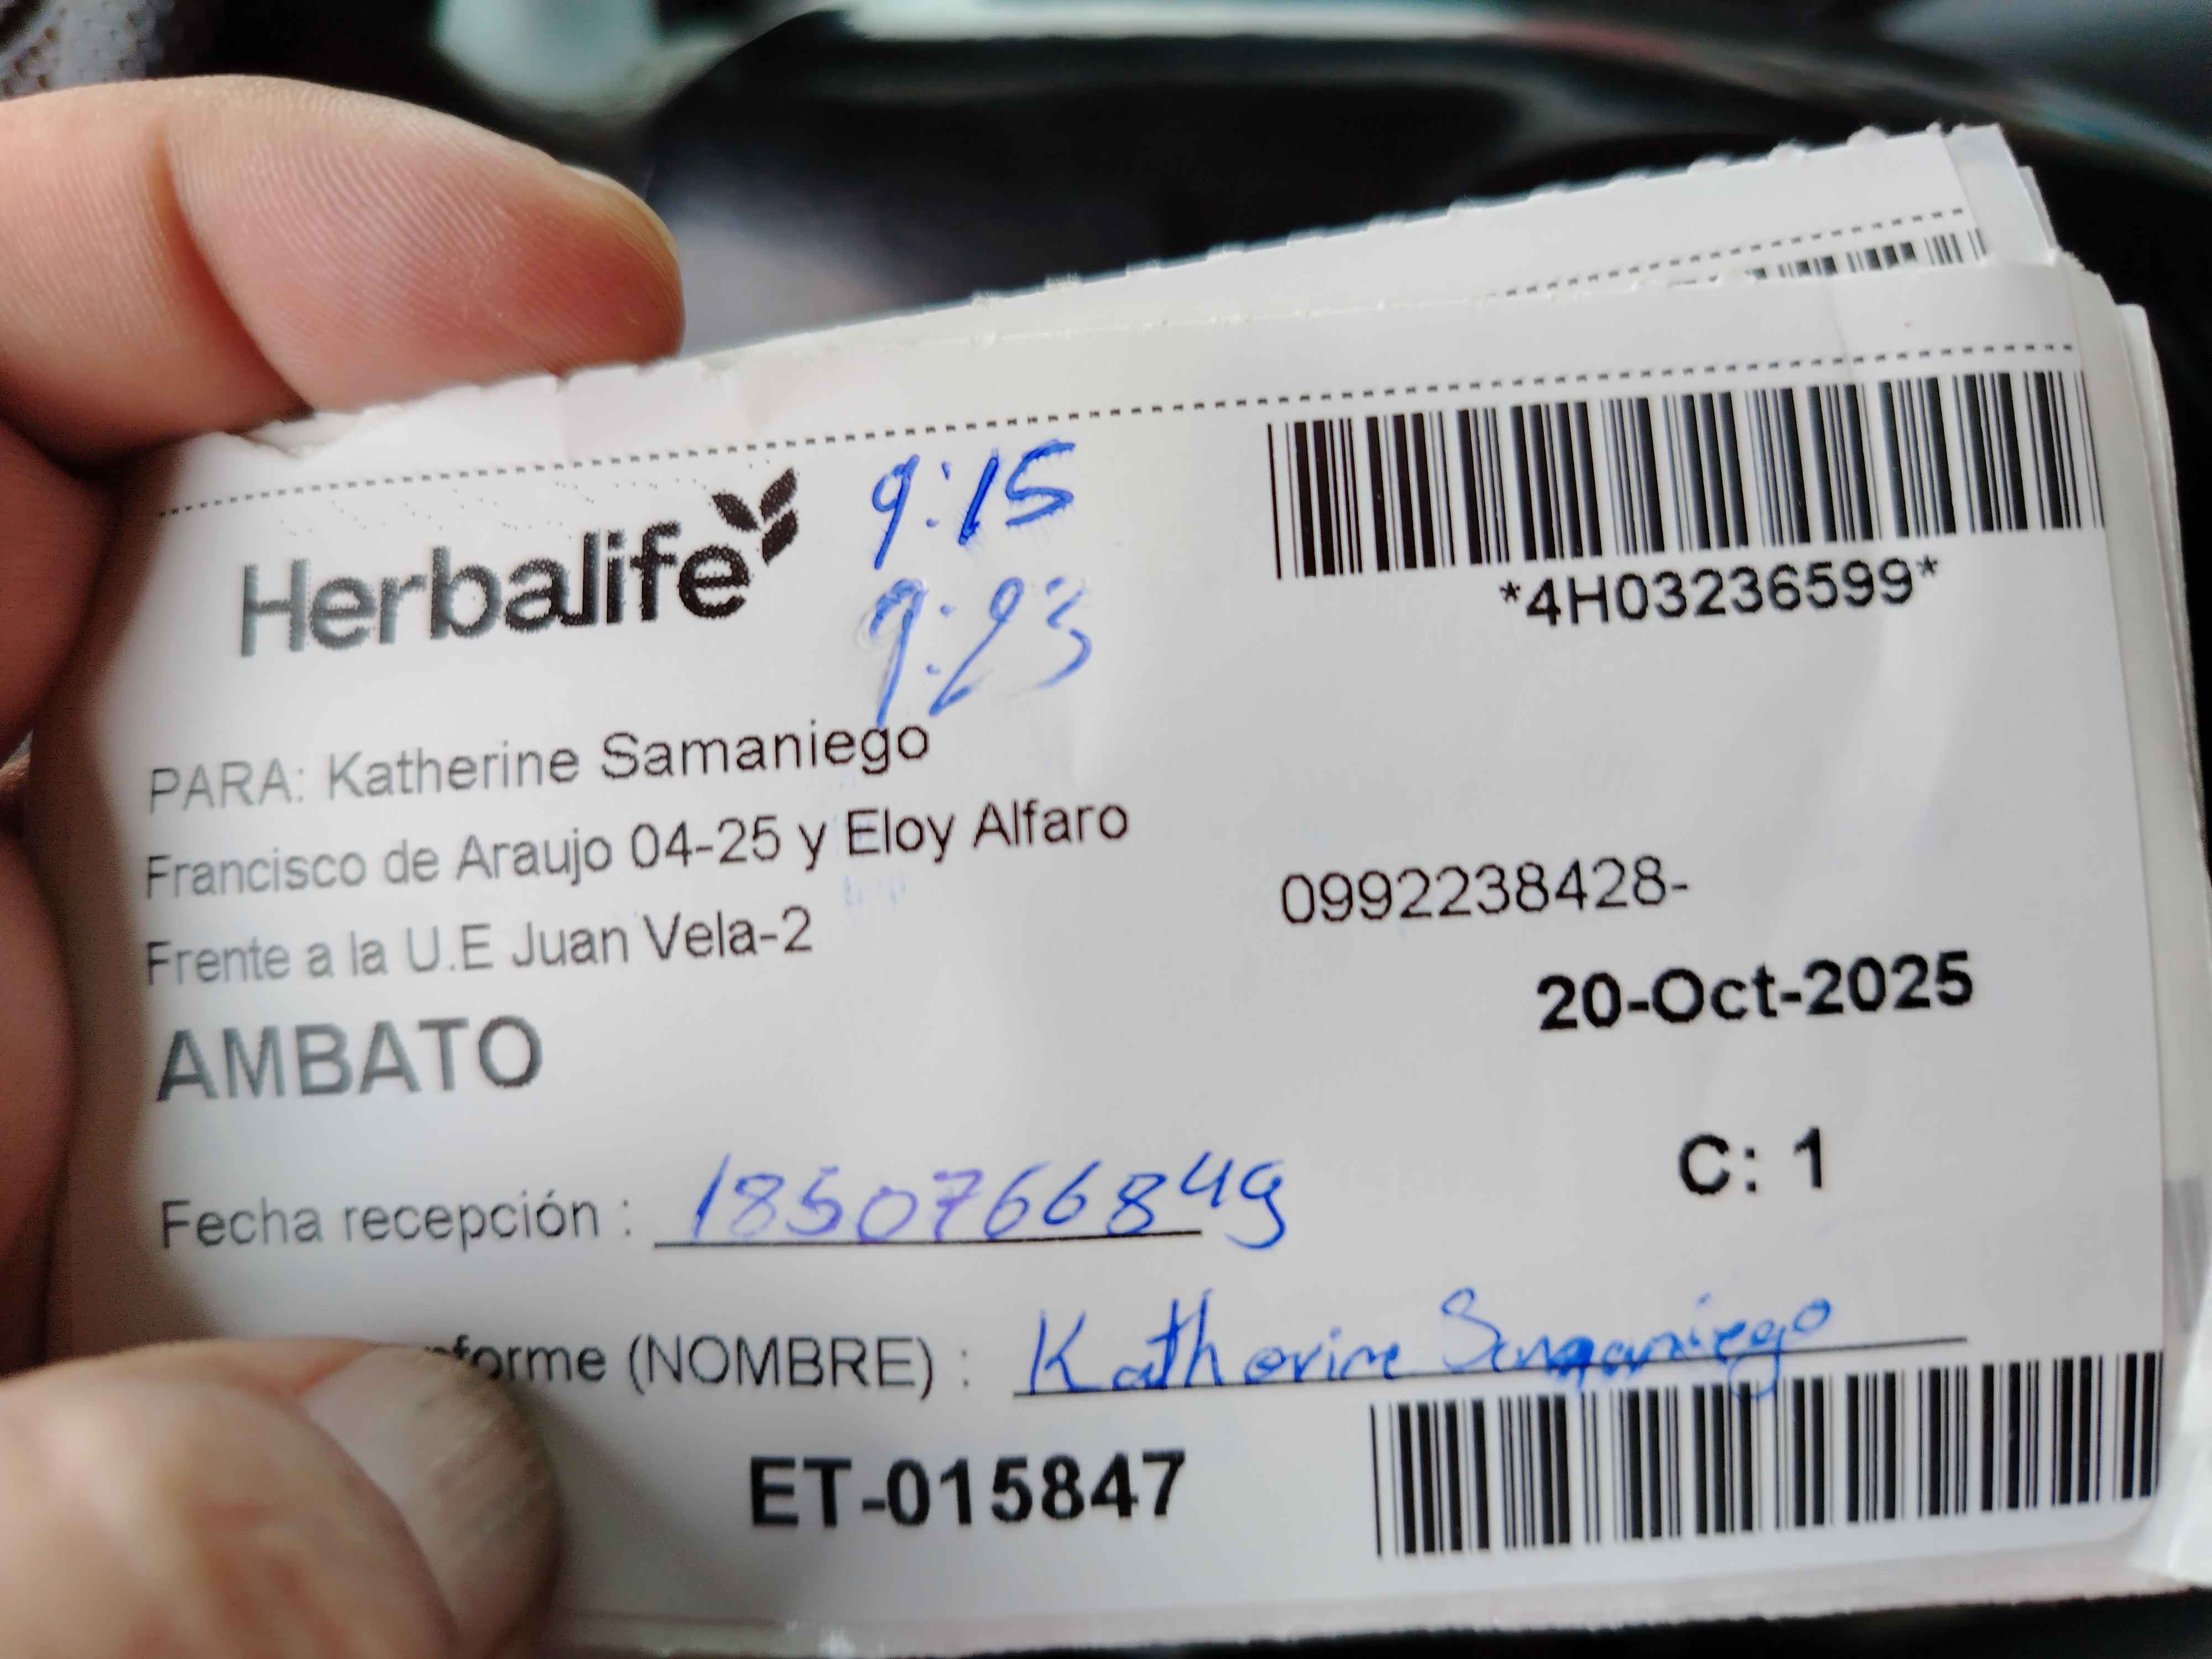 Herbalife
9:15
9:23
*4H03236599*
PARA: Katherine Samaniego
Francisco de Araujo 04-25 y Eloy Alfaro
Frente a la U.E Juan Vela-2
0992238428-
AMBATO
20-Oct-2025
C: 1
Fecha recepción : 1850766849
forme (NOMBRE) : Katherine Samaniego
ET-015847